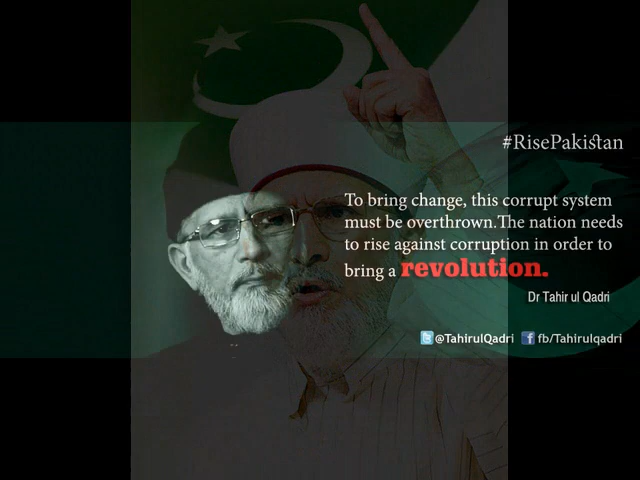 #RisePakistan
To bring change, this corrupt system
must be overthrown.The nation needs
to rise against corruption in order to
bring a revolution.
Dr Tahir ul Qadri
@TahirulQadri fb/Tahirulqadri